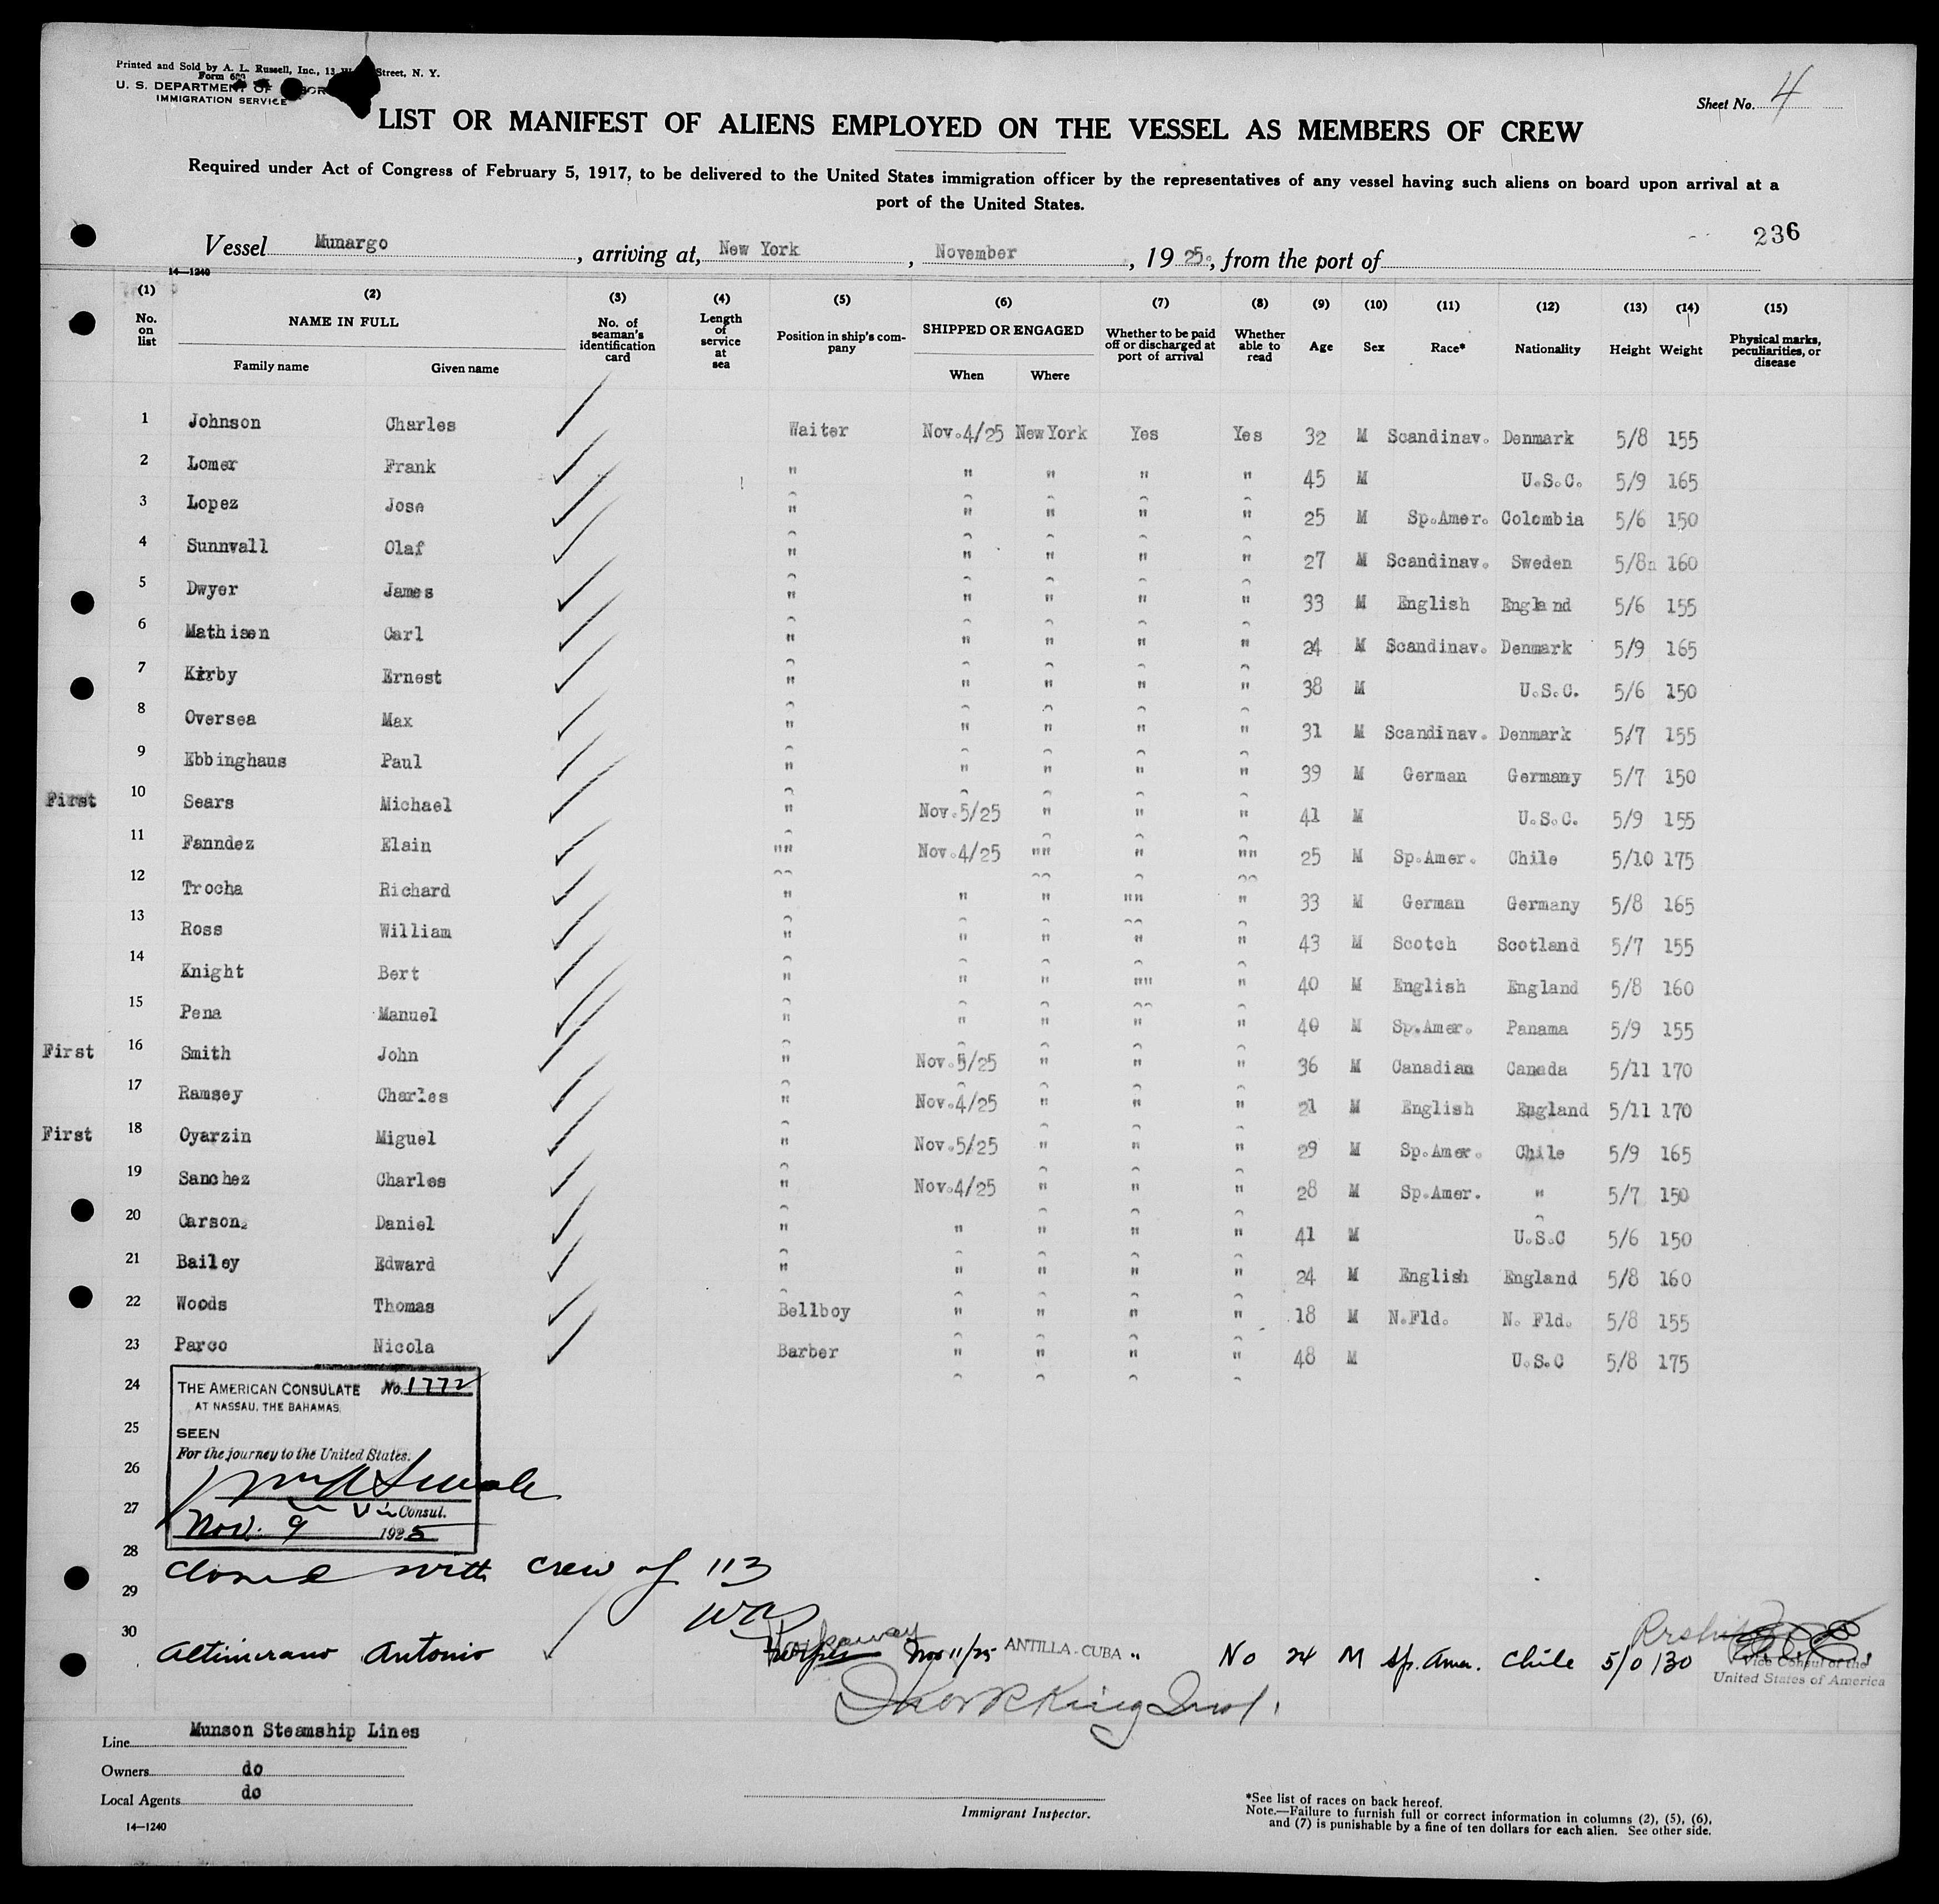 Printed and Sold by A. L. Russell, Inc., 13 Street, N. Y.
Form 689
U. S. DEPARTMENT OF LABOR
IMMIGRATION SERVICE
Sheet No. 4
LIST OR MANIFEST OF ALIENS EMPLOYED ON THE VESSEL AS MEMBERS OF CREW
Required under Act of Congress of February 5, 1917, to be delivered to the United States immigration officer by the representatives of any vessel having such aliens on board upon arrival at a
port of the United States.
236
Vessel Munargo, arriving at, New York, November, 1925., from the port of
14—1240
(1) (2) (3) (4) (5) (6) (7) (8) (9) (10) (11) (12) (13) (14) (15)
No. on list NAME IN FULL Family name Given name No. of seaman's identification card Length of service at sea Position in ship's company SHIPPED OR ENGAGED When Where Whether to be paid off or discharged at port of arrival Whether able to read Age Sex Race* Nationality Height Weight Physical marks, peculiarities, or disease
1 Johnson Charles Waiter Nov.4/25 New York Yes Yes 32 M Scandinav. Denmark 5/8 155
2 Lomer Frank " " " " " 45 M U.S.C. 5/9 165
3 Lopez Jose " " " " " 25 M Sp.Amer. Colombia 5/6 150
4 Sunnvall Olaf " " " " " 27 M Scandinav. Sweden 5/8 160
5 Dwyer James " " " " " 33 M English England 5/6 155
6 Mathisen Carl " " " " " 24 M Scandinav. Denmark 5/9 165
7 Kirby Ernest " " " " " 38 M U.S.C. 5/6 150
8 Oversea Max " " " " " 31 M Scandinav. Denmark 5/7 155
9 Ebbinghaus Paul " " " " " 39 M German Germany 5/7 150
First 10 Sears Michael " Nov.5/25 " " " 41 M U.S.C. 5/9 155
11 Fanndez Elain "" Nov.4/25 "" " "" 25 M Sp.Amer. Chile 5/10 175
12 Trocha Richard " " " "" " 33 M German Germany 5/8 165
13 Ross William " " " " " 43 M Scotch Scotland 5/7 155
14 Knight Bert " " " "" " 40 M English England 5/8 160
15 Pena Manuel " " " " " 40 M Sp.Amer. Panama 5/9 155
First 16 Smith John " Nov.5/25 " " " 36 M Canadian Canada 5/11 170
17 Ramsey Charles " Nov.4/25 " " " 21 M English England 5/11 170
First 18 Oyarzin Miguel " Nov.5/25 " " " 29 M Sp.Amer. Chile 5/9 165
19 Sanchez Charles " Nov.4/25 " " " 28 M Sp.Amer. " 5/7 150
20 Carson. Daniel " " " " " 41 M U.S.C 5/6 150
21 Bailey Edward " " " " " 24 M English England 5/8 160
22 Woods Thomas Bellboy " " " " 18 M N.Fld. N. Fld. 5/8 155
23 Parco Nicola Barber " " " " 48 M U.S.C 5/8 175
24
THE AMERICAN CONSULATE No. 1772
AT NASSAU, THE BAHAMAS
25
SEEN
For the journey to the United States.
26
27
Consul.
Nov. 9 1925
28
closed with crew of 113
29
30
Altimirano Antonio Workaway Nov 11/25 ANTILLA-CUBA " No 24 M Sp. Amer. Chile 5/0 130
Vice Consul of the
United States of America
Line Munson Steamship Lines
Owners do
Local Agents do
14—1240
Immigrant Inspector.
*See list of races on back hereof.
Note.—Failure to furnish full or correct information in columns (2), (5), (6),
and (7) is punishable by a fine of ten dollars for each alien. See other side.